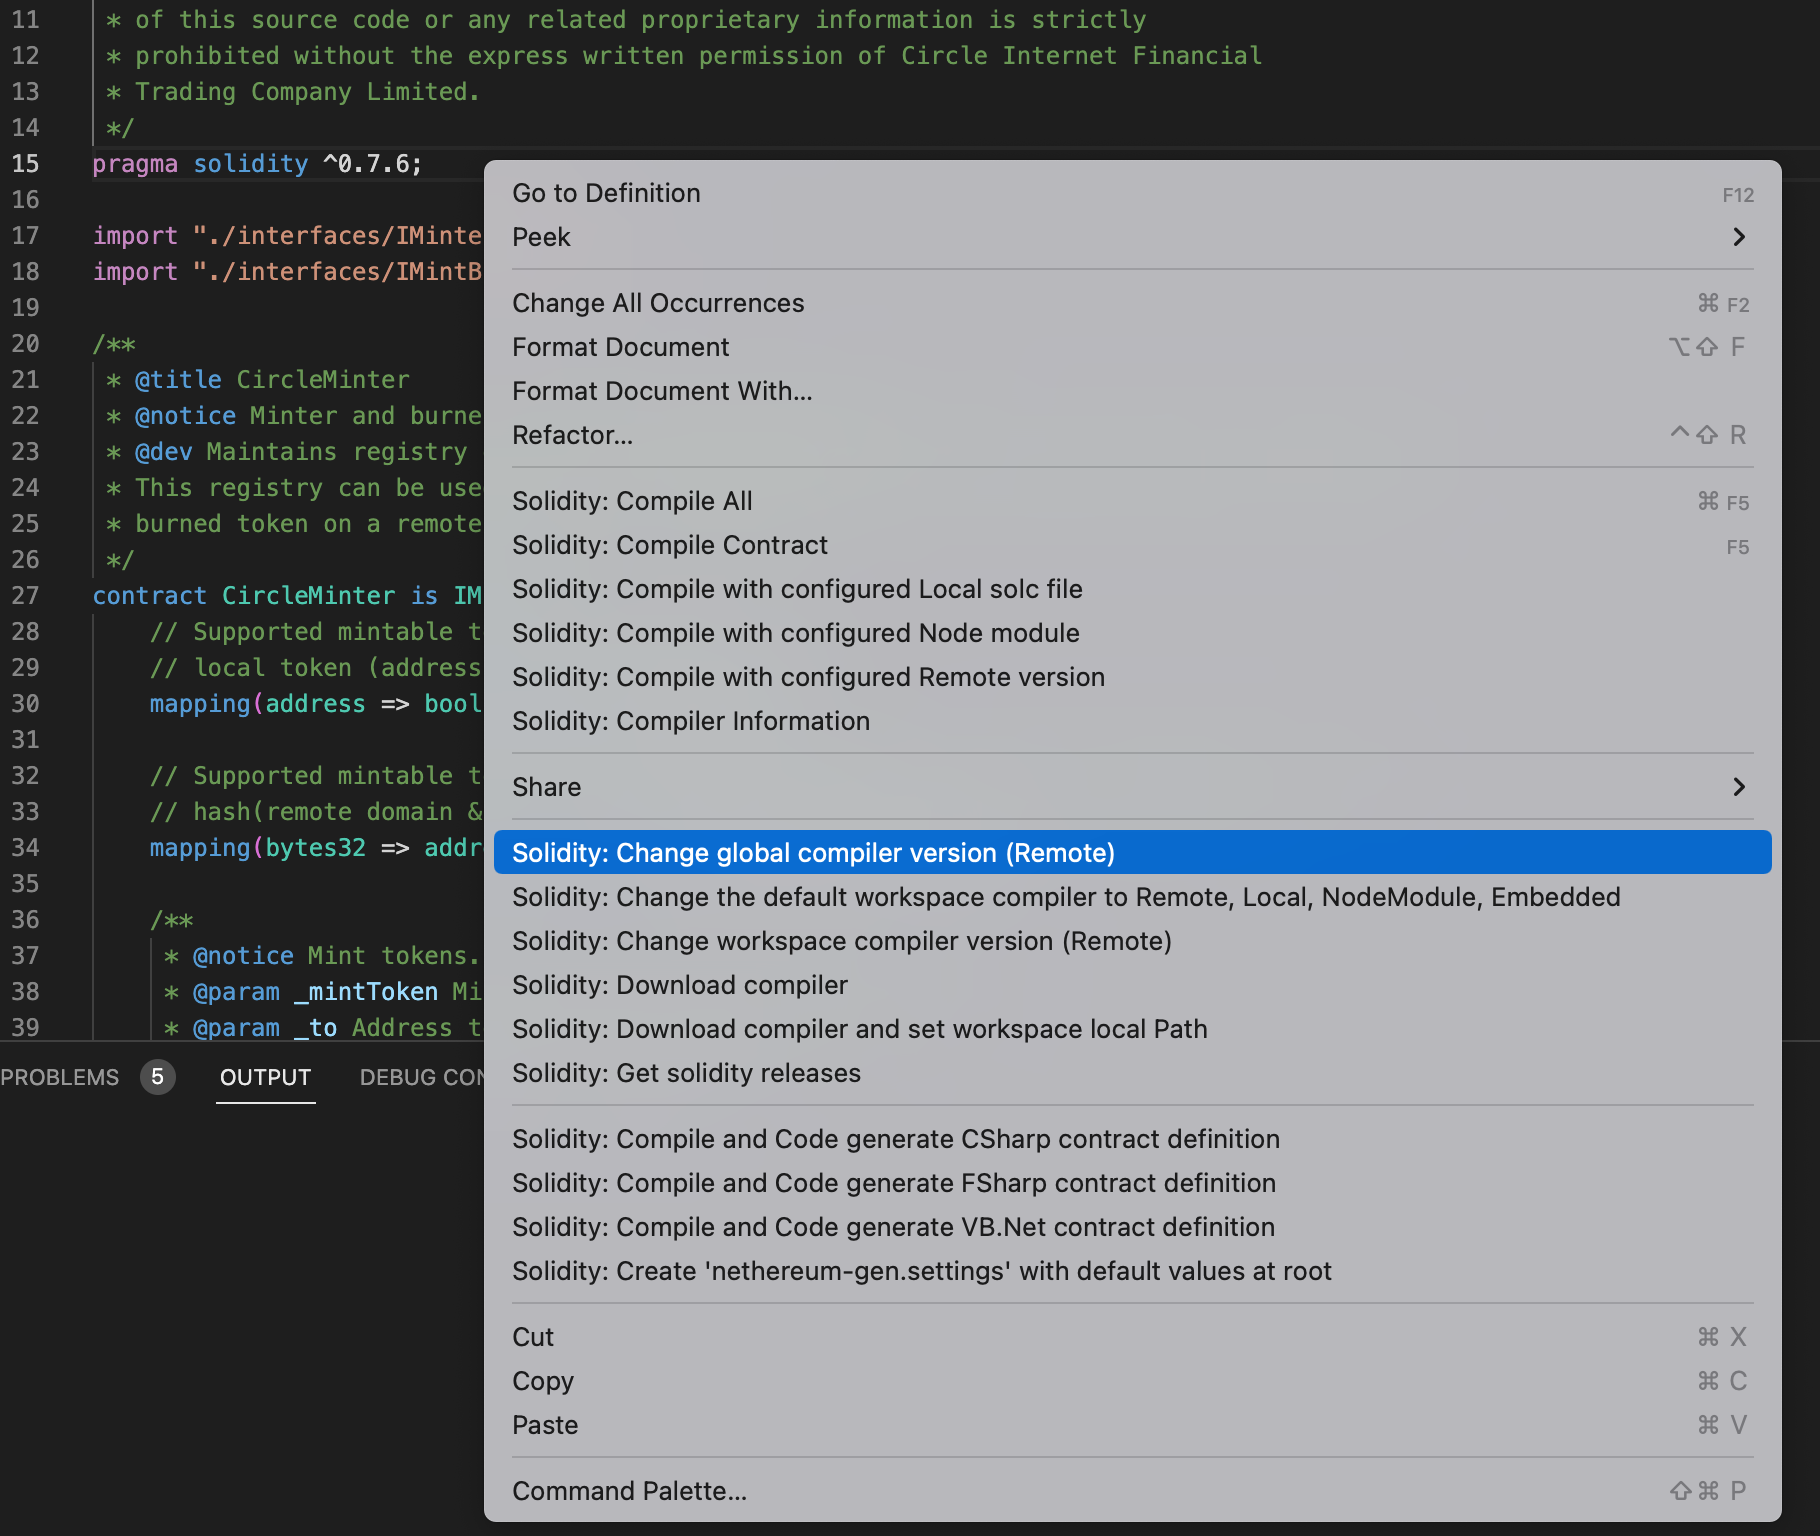 11 * of this source code or any related proprietary information is strictly
12 * prohibited without the express written permission of Circle Internet Financial
13 * Trading Company Limited.
14 */
15 pragma solidity ^0.7.6;
16
17 import "./interfaces/IMinte
18 import "./interfaces/IMintB
19
20 /**
21 * @title CircleMinter
22 * @notice Minter and burne
23 * @dev Maintains registry
24 * This registry can be use
25 * burned token on a remote
26 */
27 contract CircleMinter is IM
28 // Supported mintable t
29 // local token (address
30 mapping(address => bool
31
32 // Supported mintable t
33 // hash(remote domain &
34 mapping(bytes32 => addr
35
36 /**
37 * @notice Mint tokens.
38 * @param _mintToken Mi
39 * @param _to Address t
PROBLEMS 5 OUTPUT DEBUG CON
Go to Definition F12
Peek >
Change All Occurrences ⌘ F2
Format Document ⌥⇧ F
Format Document With...
Refactor... ^⇧ R
Solidity: Compile All ⌘ F5
Solidity: Compile Contract F5
Solidity: Compile with configured Local solc file
Solidity: Compile with configured Node module
Solidity: Compile with configured Remote version
Solidity: Compiler Information
Share >
Solidity: Change global compiler version (Remote)
Solidity: Change the default workspace compiler to Remote, Local, NodeModule, Embedded
Solidity: Change workspace compiler version (Remote)
Solidity: Download compiler
Solidity: Download compiler and set workspace local Path
Solidity: Get solidity releases
Solidity: Compile and Code generate CSharp contract definition
Solidity: Compile and Code generate FSharp contract definition
Solidity: Compile and Code generate VB.Net contract definition
Solidity: Create 'nethereum-gen.settings' with default values at root
Cut ⌘ X
Copy ⌘ C
Paste ⌘ V
Command Palette... ⇧⌘ P